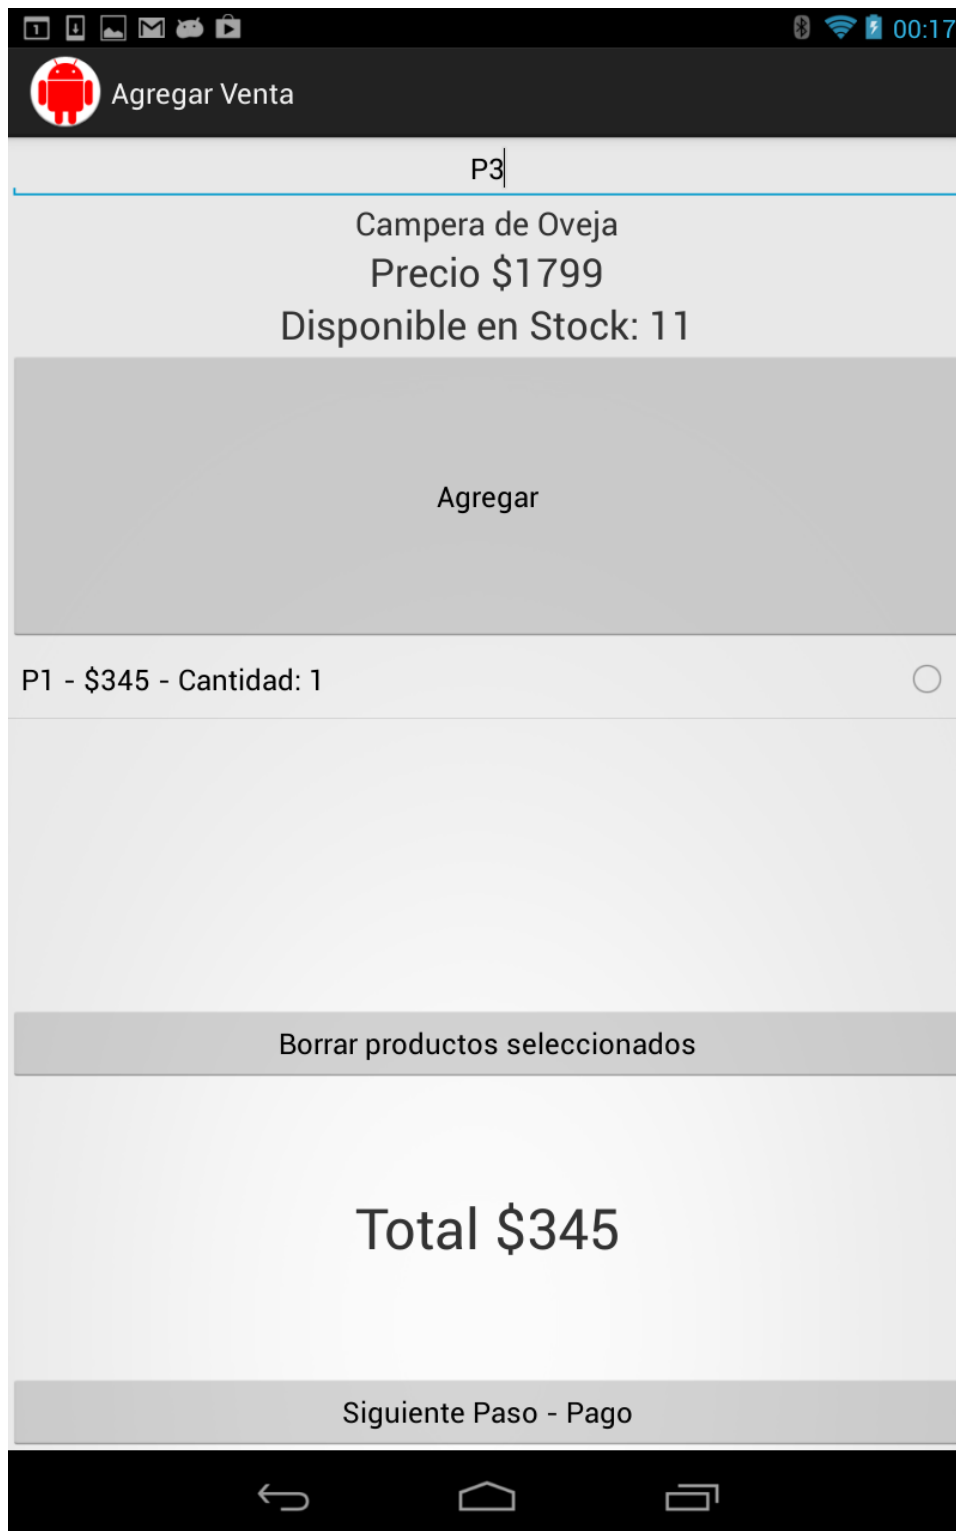 1
00:17
Agregar Venta
P3
Campera de Oveja
Precio $1799
Disponible en Stock: 11
Agregar
P1 - $345 - Cantidad: 1
Borrar productos seleccionados
Total $345
Siguiente Paso - Pago